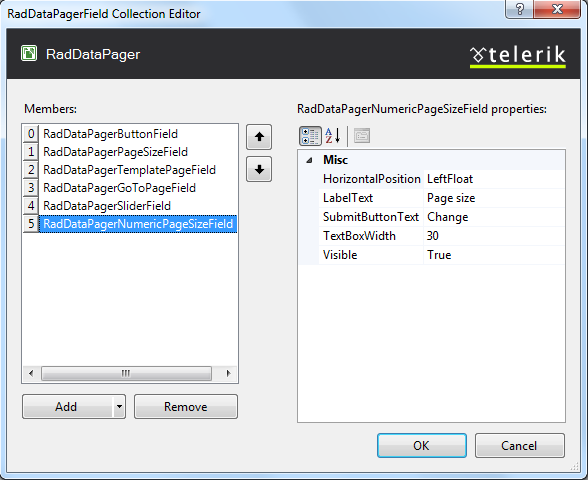 RadDataPagerField Collection Editor
RadDataPager
telerik
Members:
0 RadDataPagerButtonField
1 RadDataPagerPageSizeField
2 RadDataPagerTemplatePageField
3 RadDataPagerGoToPageField
4 RadDataPagerSliderField
5 RadDataPagerNumericPageSizeField
Add
Remove
RadDataPagerNumericPageSizeField properties:
Misc
HorizontalPosition LeftFloat
LabelText Page size
SubmitButtonText Change
TextBoxWidth 30
Visible True
OK
Cancel